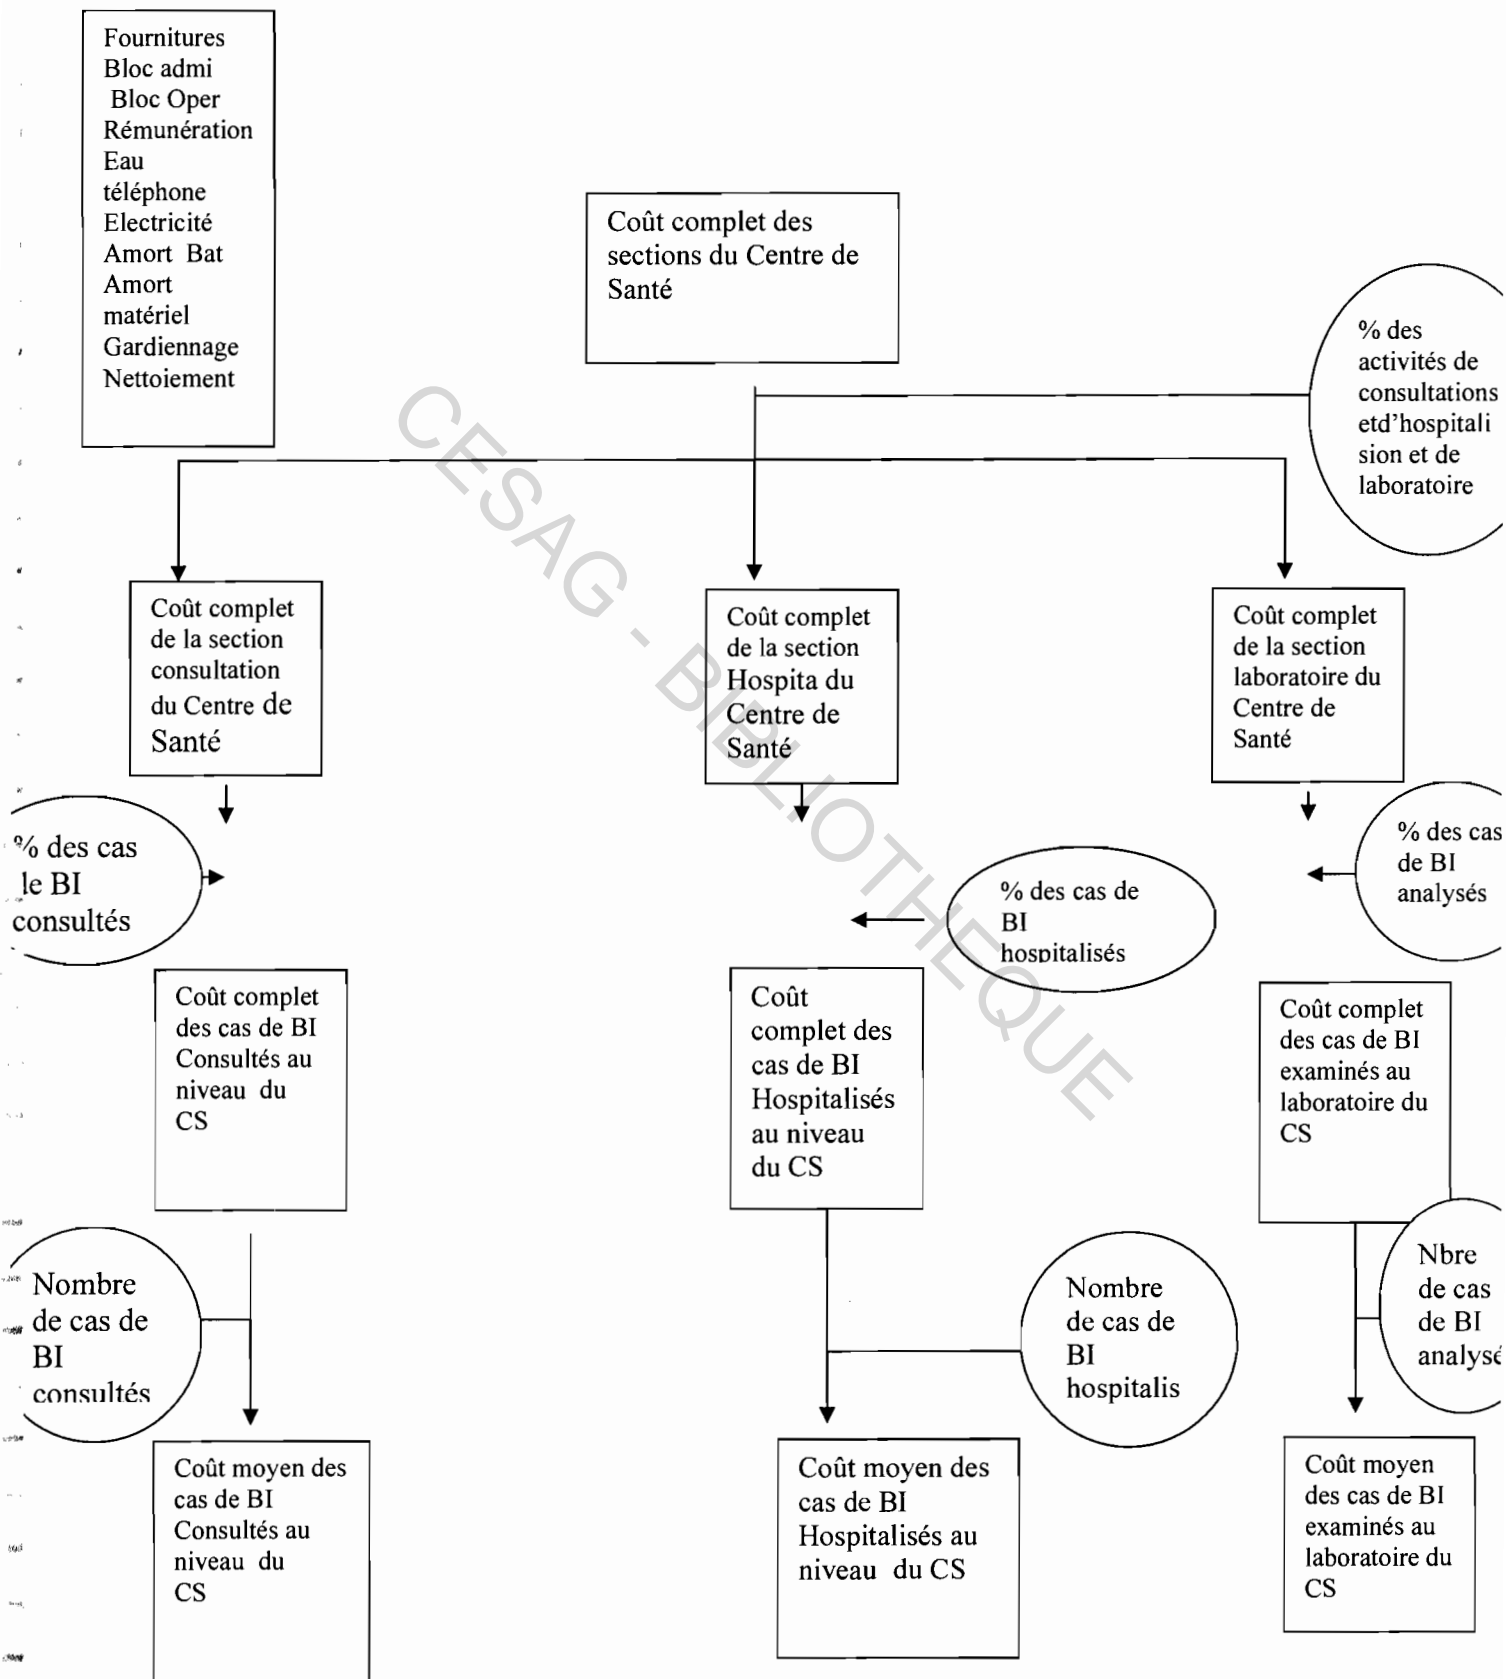 Fournitures
Bloc admi
Bloc Oper
Rémunération
Eau
téléphone
Electricité
Amort Bat
Amort
matériel
Gardiennage
Nettoiement
Coût complet des
sections du Centre de
Santé
% des
activités de
consultations
etd'hospitali
sion et de
laboratoire
Coût complet
de la section
consultation
du Centre de
Santé
Coût complet
de la section
Hospita du
Centre de
Santé
Coût complet
de la section
laboratoire du
Centre de
Santé
% des cas
le BI
consultés
% des cas de
BI
hospitalisés
% des cas
de BI
analysés
Coût complet
des cas de BI
Consultés au
niveau du
CS
Coût
complet des
cas de BI
Hospitalisés
au niveau
du CS
Coût complet
des cas de BI
examinés au
laboratoire du
CS
Nombre
de cas de
BI
consultés
Nombre
de cas de
BI
hospitalis
Nbre
de cas
de BI
analysé
Coût moyen des
cas de BI
Consultés au
niveau du
CS
Coût moyen des
cas de BI
Hospitalisés au
niveau du CS
Coût moyen
des cas de BI
examinés au
laboratoire du
CS
CESAG - BIBLIOTHEQUE